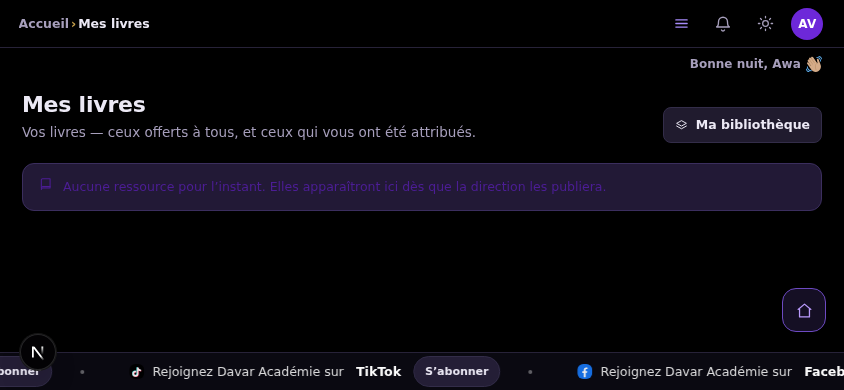 Accueil › Mes livres
AV
Bonne nuit, Awa 👋🏽
Mes livres
Vos livres — ceux offerts à tous, et ceux qui vous ont été attribués.
Ma bibliothèque
Aucune ressource pour l’instant. Elles apparaîtront ici dès que la direction les publiera.
N
bonner • Rejoignez Davar Académie sur TikTok S’abonner • Rejoignez Davar Académie sur Faceb